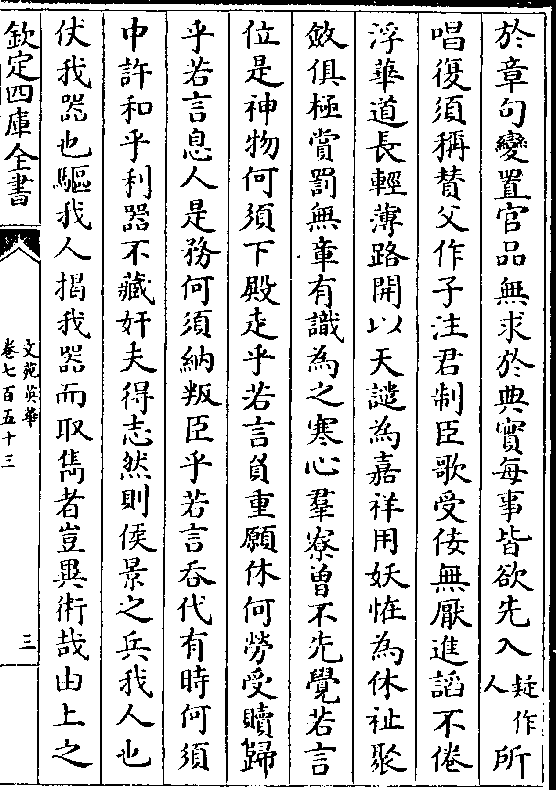 於章句變置官品無求於典實每事皆欲先入疑作人所
唱復須稱賛父作子注君制臣歌受佞無厭進謟不倦
浮華道長輕薄路開以天譴為嘉祥用妖恠為休祉聚
斂俱極賞罰無章有識為之寒心羣寮曽不先覺若言
位是神物何須下殿走乎若言負重願休何勞受贖歸
乎若言息人是務何須納叛臣乎若言吞代有時何須
中許和乎利器不藏奸夫得志然則侯景之兵我人也
仗我器也驅我人揭我器而取雋者豈異術哉由上之
欽定四庫全書
文苑英華
卷七百五十三
三